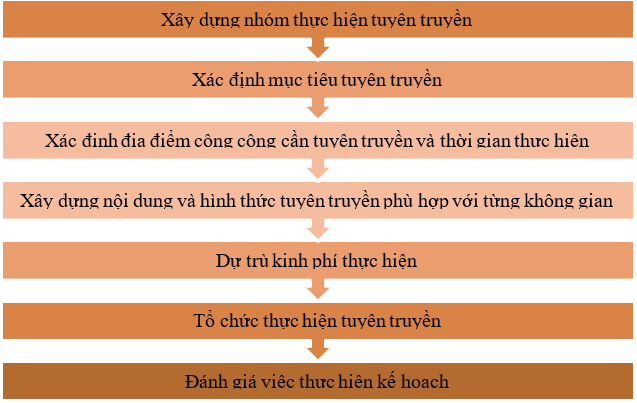 Xây dựng nhóm thực hiện tuyên truyền
Xác định mục tiêu tuyên truyền
Xác định địa điểm công cộng cần tuyên truyền và thời gian thực hiện
Xây dựng nội dung và hình thức tuyên truyền phù hợp với từng không gian
Dự trù kinh phí thực hiện
Tổ chức thực hiện tuyên truyền
Đánh giá việc thực hiện kế hoạch